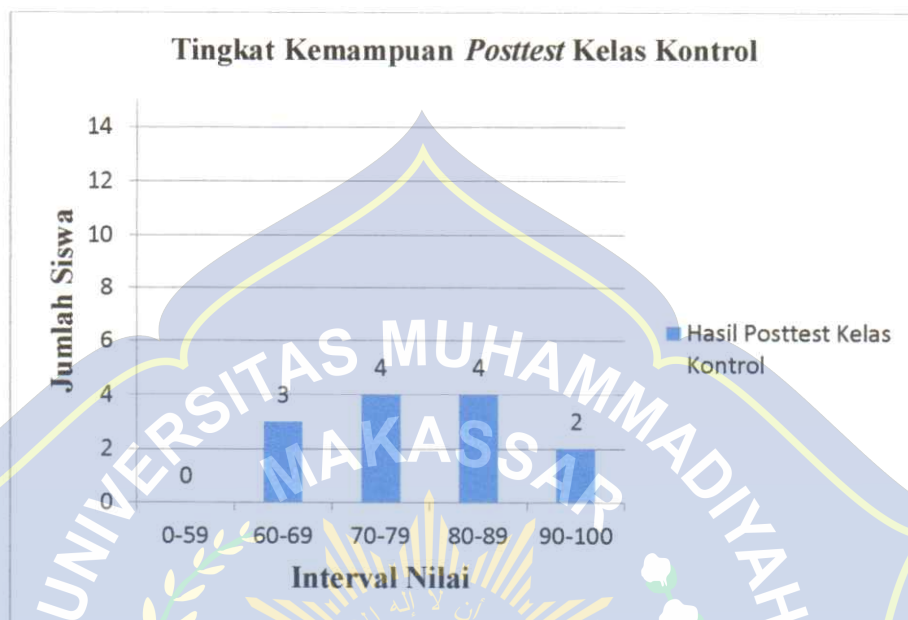 Tingkat Kemampuan Posttest Kelas Kontrol
Jumlah Siswa
14
12
10
8
6
4
2
0
0
3
4
4
2
0-59 60-69 70-79 80-89 90-100
Interval Nilai
Hasil Posttest Kelas
Kontrol
UNIVERSITAS MUHAMMADIYAH
MAKASSAR